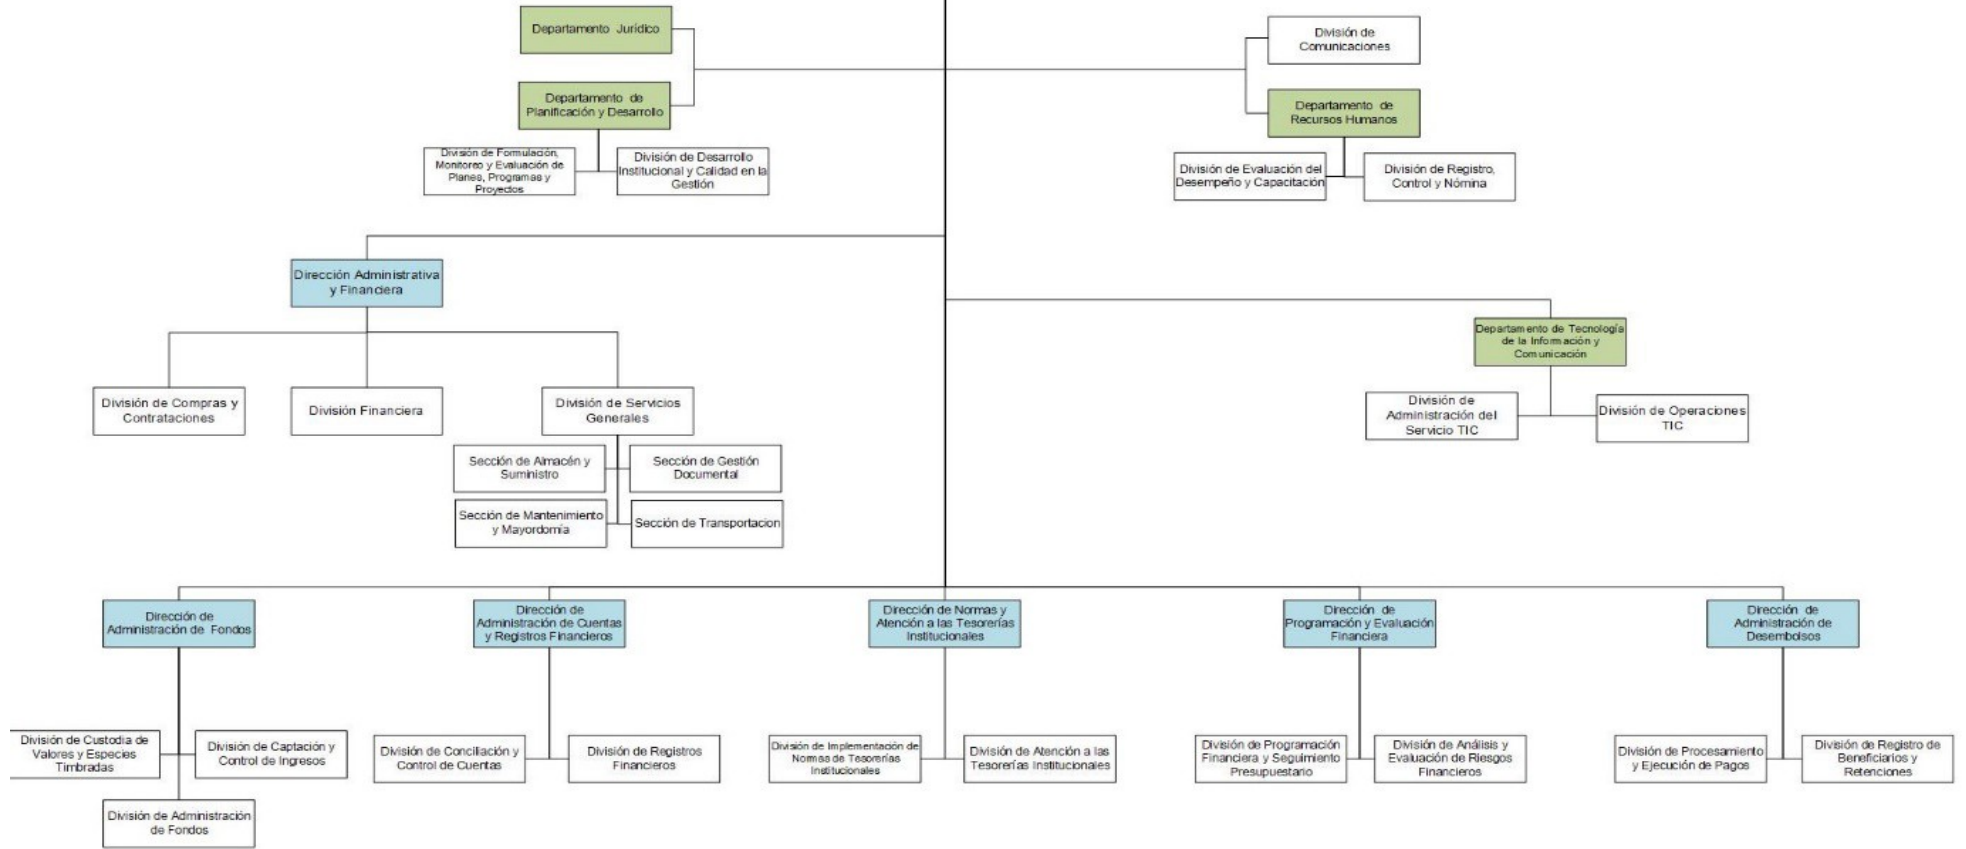 Departamento Jurídico
División de
Comunicaciones
Departamento de
Planificación y Desarrollo
Departamento de
Recursos Humanos
División de Formulación,
Monitoreo y Evaluación de
Planes, Programas y
Proyectos
División de Desarrollo
Institucional y Calidad en la
Gestión
División de Evaluación del
Desempeño y Capacitación
División de Registro,
Control y Nómina
Dirección Administrativa
y Financiera
Departamento de Tecnología
de la Información y
Comunicación
División de Compras y
Contrataciones
División Financiera
División de Servicios
Generales
División de
Administración del
Servicio TIC
División de Operaciones
TIC
Sección de Almacén y
Suministro
Sección de Gestión
Documental
Sección de Mantenimiento
y Mayordomía
Sección de Transportacion
Dirección de
Administración de Fondos
Dirección de
Administración de Cuentas
y Registros Financieros
Dirección de Normas y
Atención a las Tesorerías
Institucionales
Dirección de
Programación y Evaluación
Financiera
Dirección de
Administración de
Desembolsos
División de Custodia de
Valores y Especies
Timbradas
División de Captación y
Control de Ingresos
División de Conciliación y
Control de Cuentas
División de Registros
Financieros
División de Implementación de
Normas de Tesorerías
Institucionales
División de Atención a las
Tesorerías Institucionales
División de Programación
Financiera y Seguimiento
Presupuestario
División de Análisis y
Evaluación de Riesgos
Financieros
División de Procesamiento
y Ejecución de Pagos
División de Registro de
Beneficiarios y
Retenciones
División de Administración
de Fondos